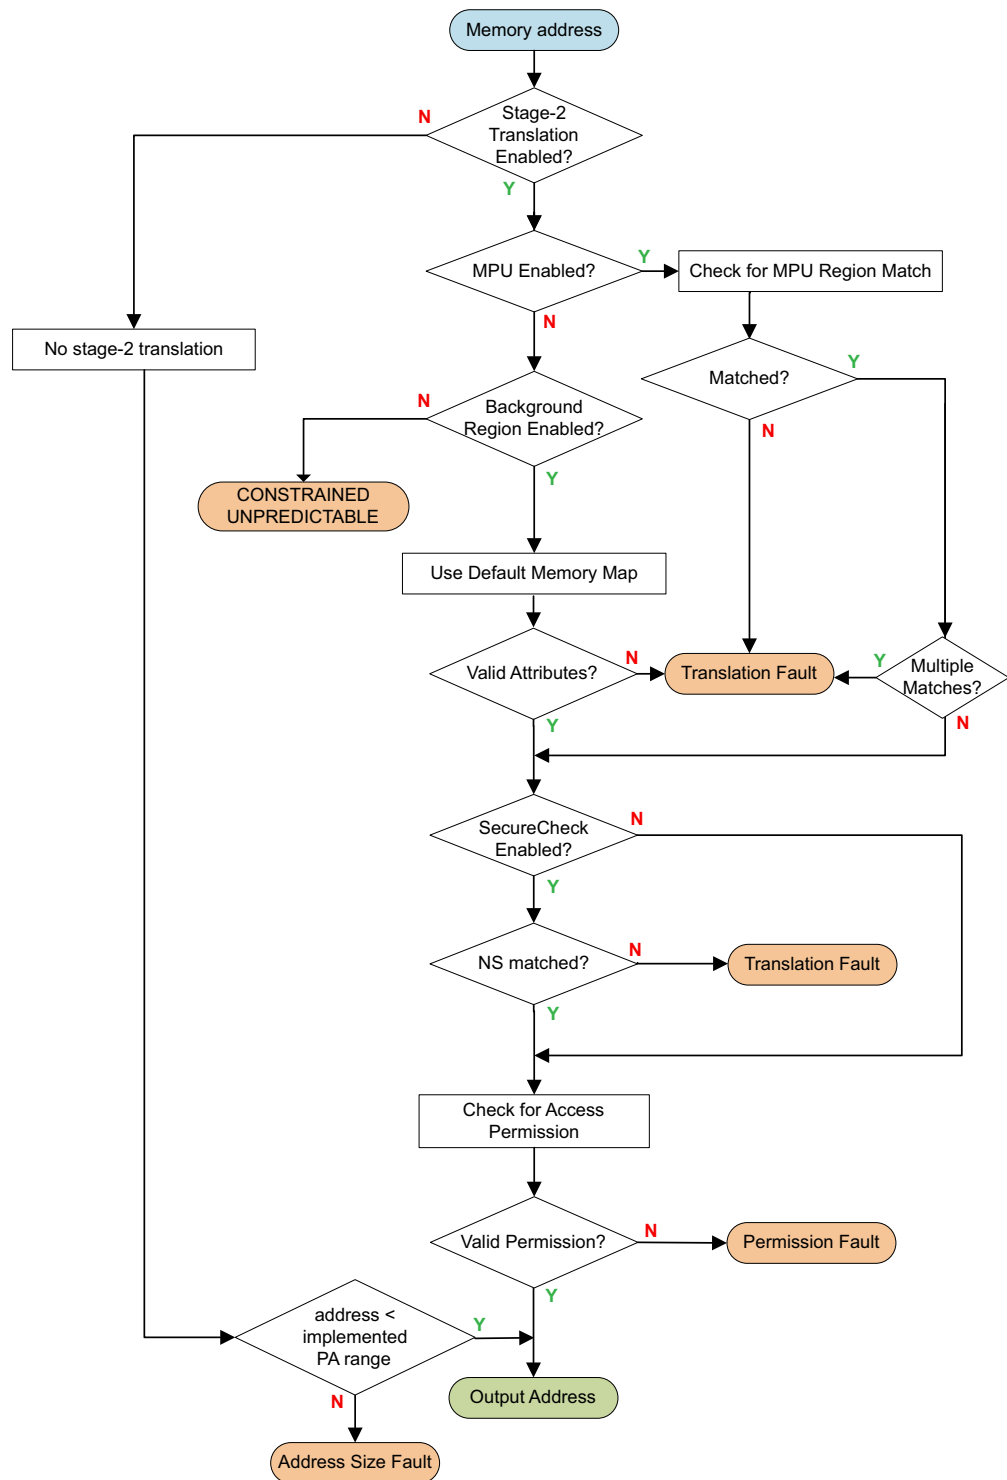 Memory address
N
Stage-2
Translation
Enabled?
Y
MPU Enabled?
Y
Check for MPU Region Match
N
No stage-2 translation
Matched?
Y
N
N
Background
Region Enabled?
Y
CONSTRAINED
UNPREDICTABLE
Use Default Memory Map
Valid Attributes?
N
Translation Fault
Y
Multiple
Matches?
Y
N
SecureCheck
Enabled?
N
Y
NS matched?
N
Translation Fault
Y
Check for Access
Permission
Valid Permission?
N
Permission Fault
Y
address <
implemented
PA range
Y
N
Output Address
Address Size Fault